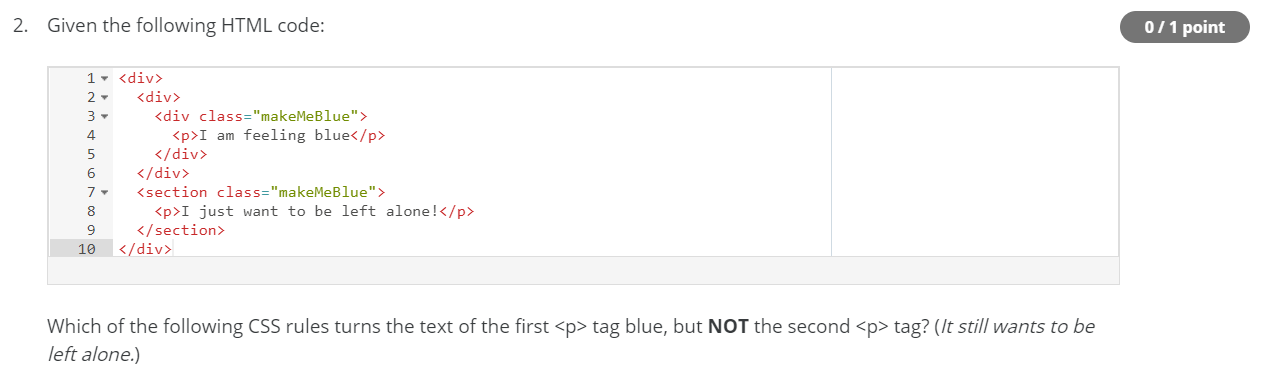 2. Given the following HTML code:
0 / 1 point
1 <div>
2 <div>
3 <div class="makeMeBlue">
4 <p>I am feeling blue</p>
5 </div>
6 </div>
7 <section class="makeMeBlue">
8 <p>I just want to be left alone!</p>
9 </section>
10 </div>
Which of the following CSS rules turns the text of the first <p> tag blue, but NOT the second <p> tag? (It still wants to be
left alone.)